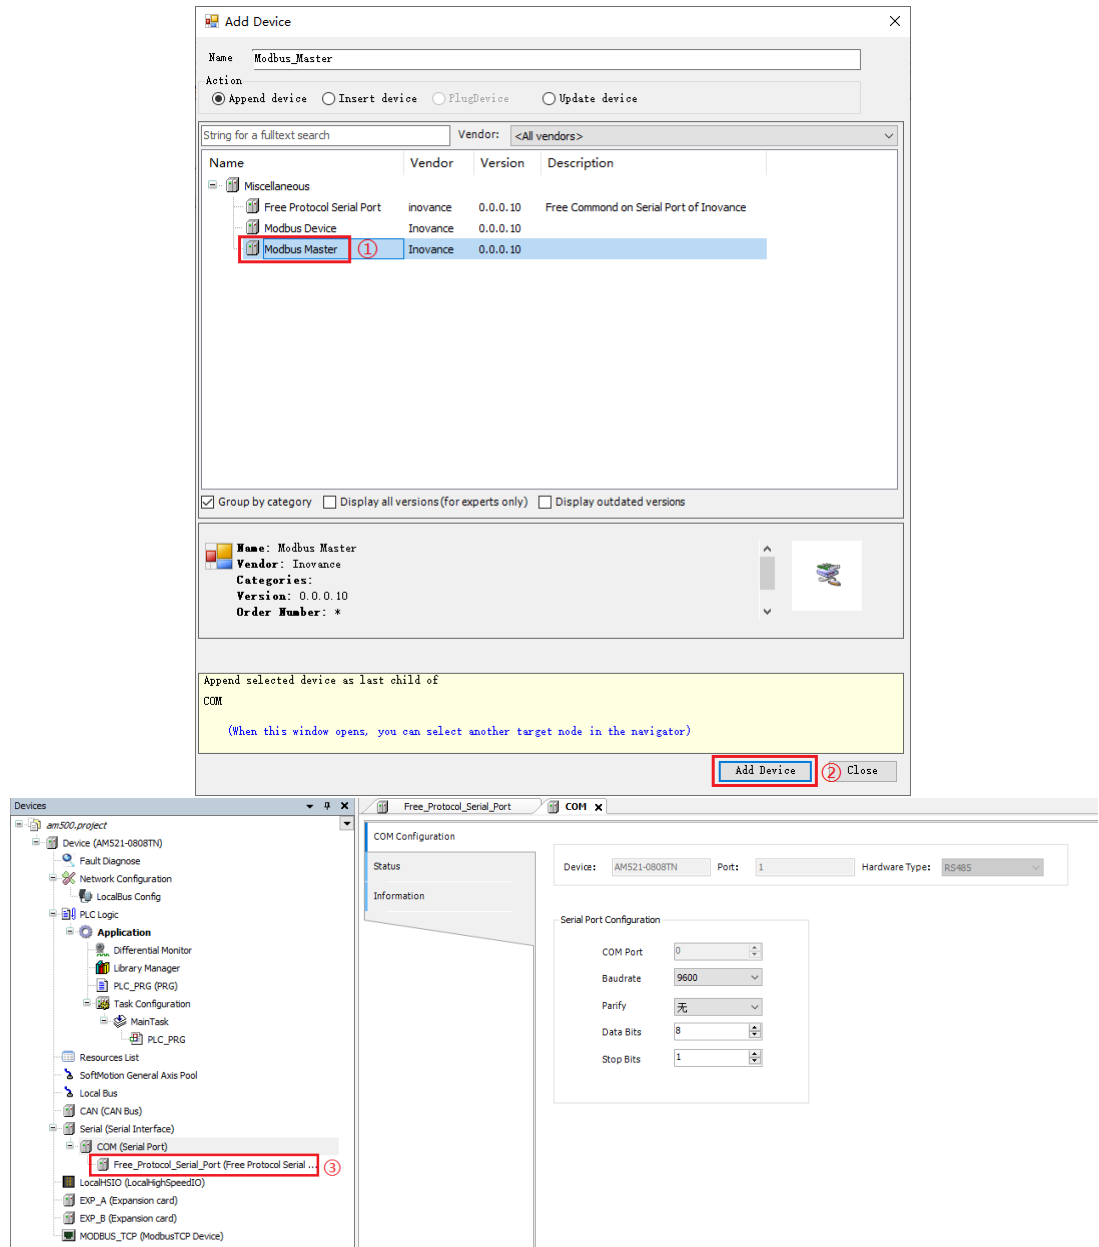 Add Device
Name Modbus_Master
Action
Append device Insert device PlugDevice Update device
String for a fulltext search Vendor: <All vendors>
Name Vendor Version Description
Miscellaneous
Free Protocol Serial Port inovance 0.0.0.10 Free Commond on Serial Port of Inovance
Modbus Device Inovance 0.0.0.10
Modbus Master ① Inovance 0.0.0.10
Group by category Display all versions(for experts only) Display outdated versions
Name: Modbus Master
Vendor: Inovance
Categories:
Version: 0.0.0.10
Order Number: *
Append selected device as last child of
COM
(When this window opens, you can select another target node in the navigator)
Add Device ② Close
Devices
am500.project
Device (AM521-0808TN)
Fault Diagnose
Network Configuration
LocalBus Config
PLC Logic
Application
Differential Monitor
Library Manager
PLC_PRG (PRG)
Task Configuration
MainTask
PLC_PRG
Resources List
SoftMotion General Axis Pool
Local Bus
CAN (CAN Bus)
Serial (Serial Interface)
COM (Serial Port)
Free_Protocol_Serial_Port (Free Protocol Serial ... ③
LocalHSIO (LocalHighSpeedIO)
EXP_A (Expansion card)
EXP_B (Expansion card)
MODBUS_TCP (ModbusTCP Device)
Free_Protocol_Serial_Port COM
COM Configuration
Status
Information
Device: AM521-0808TN Port: 1 Hardware Type: RS485
Serial Port Configuration
COM Port 0
Baudrate 9600
Parify 无
Data Bits 8
Stop Bits 1